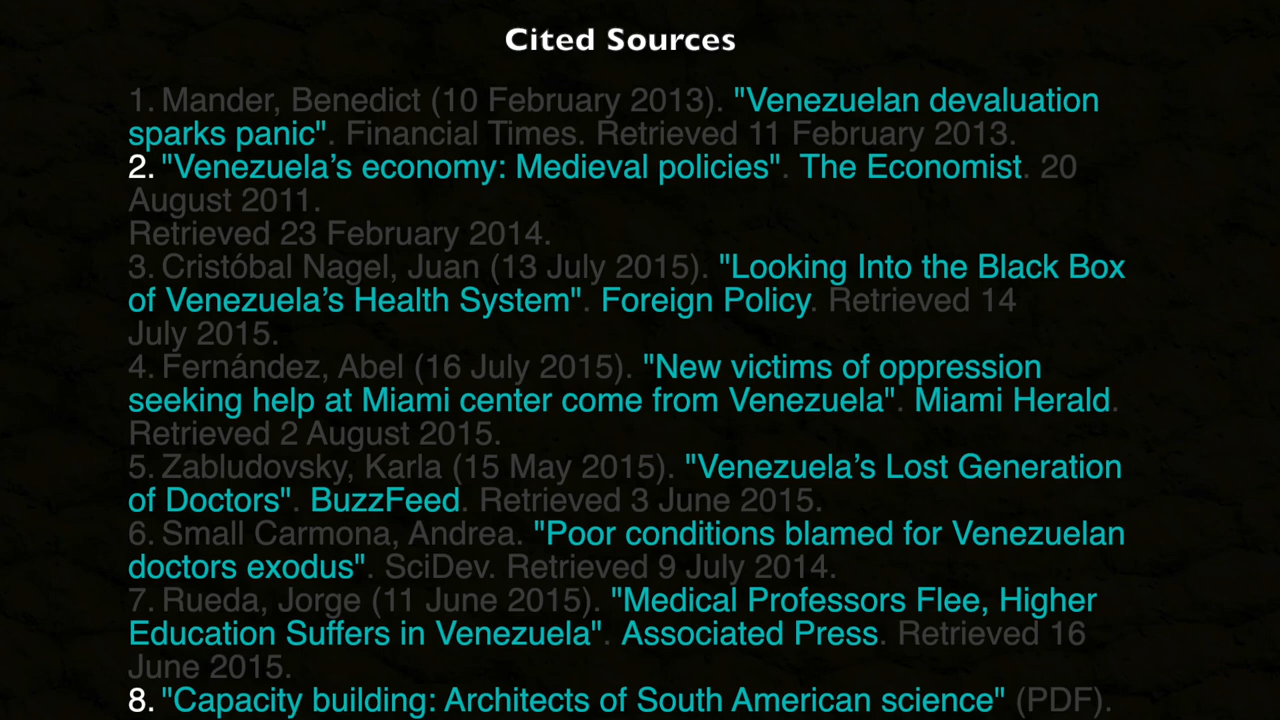 Cited Sources
1. Mander, Benedict (10 February 2013). "Venezuelan devaluation
sparks panic". Financial Times. Retrieved 11 February 2013.
2. "Venezuela’s economy: Medieval policies". The Economist. 20
August 2011.
Retrieved 23 February 2014.
3. Cristóbal Nagel, Juan (13 July 2015). "Looking Into the Black Box
of Venezuela’s Health System". Foreign Policy. Retrieved 14
July 2015.
4. Fernández, Abel (16 July 2015). "New victims of oppression
seeking help at Miami center come from Venezuela". Miami Herald.
Retrieved 2 August 2015.
5. Zabludovsky, Karla (15 May 2015). "Venezuela’s Lost Generation
of Doctors". BuzzFeed. Retrieved 3 June 2015.
6. Small Carmona, Andrea. "Poor conditions blamed for Venezuelan
doctors exodus". SciDev. Retrieved 9 July 2014.
7. Rueda, Jorge (11 June 2015). "Medical Professors Flee, Higher
Education Suffers in Venezuela". Associated Press. Retrieved 16
June 2015.
8. "Capacity building: Architects of South American science" (PDF).